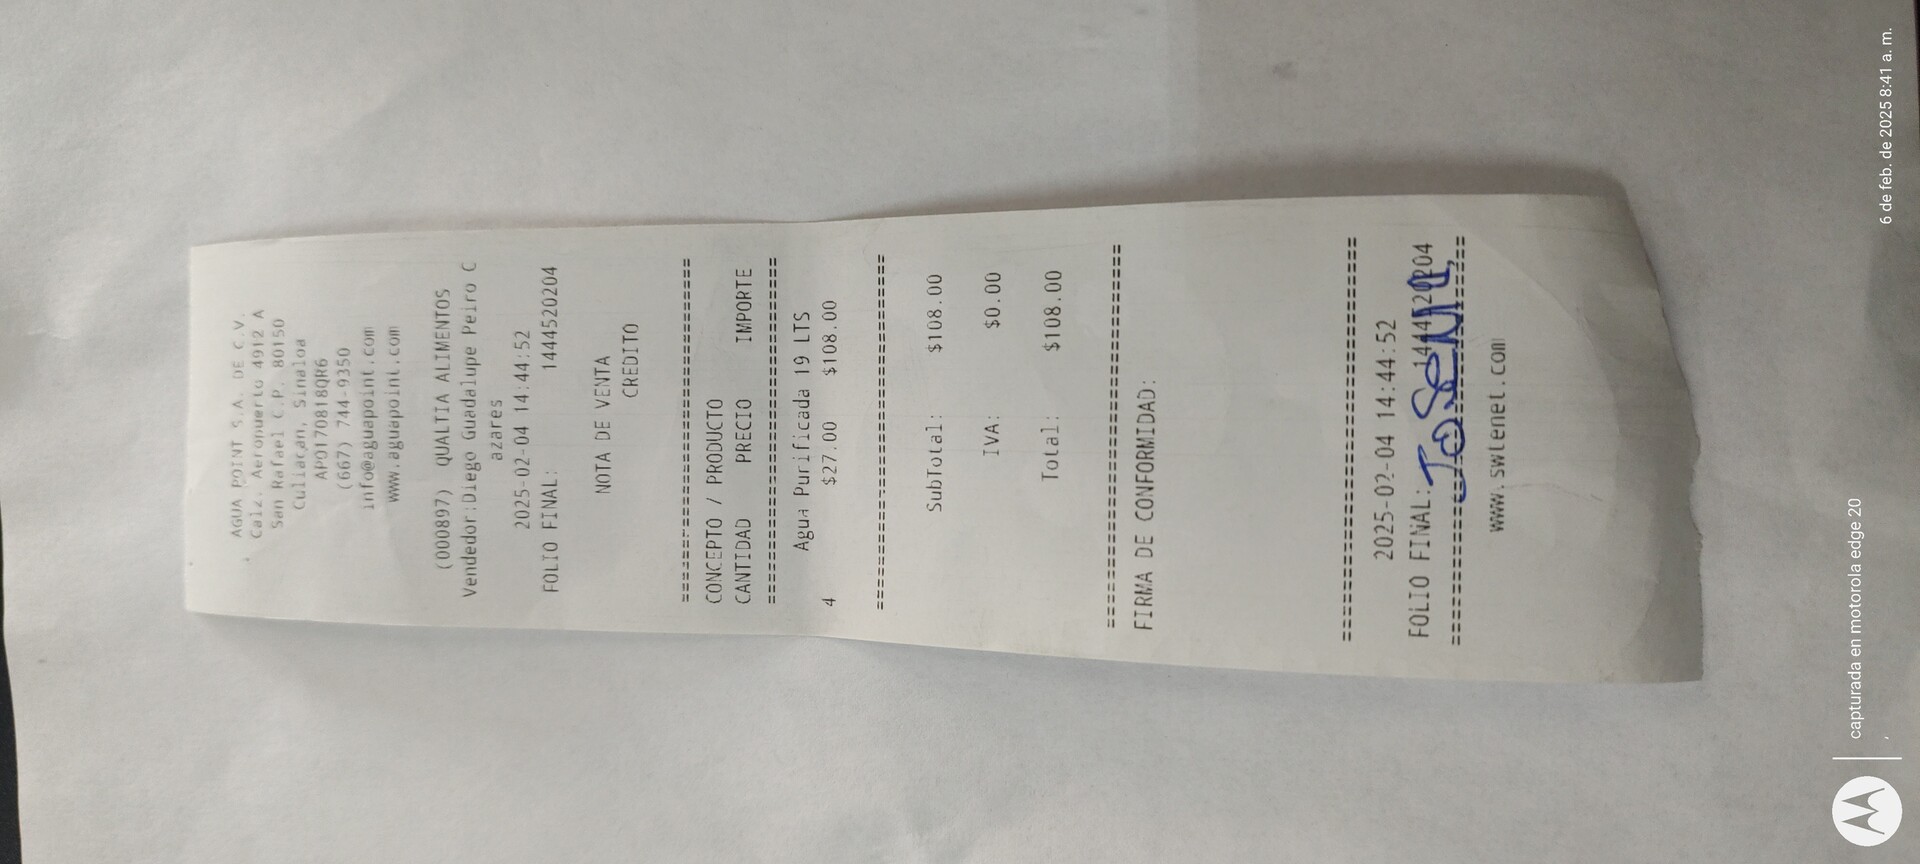 AGUA POINT S.A. DE C.V.
Calz. Aeropuerto 4912 A
San Rafael C.P. 80150
Culiacan, Sinaloa
APO170818QR6
(667) 744-9350
info@aguapoint.com
www.aguapoint.com
(000897) QUALTIA ALIMENTOS
Vendedor:Diego Guadalupe Peiro C
azares
2025-02-04 14:44:52
FOLIO FINAL: 1444520204
NOTA DE VENTA
CREDITO
================================
CONCEPTO / PRODUCTO
CANTIDAD PRECIO IMPORTE
================================
Agua Purificada 19 LTS
4 $27.00 $108.00
================================
SubTotal: $108.00
IVA: $0.00
Total: $108.00
================================
FIRMA DE CONFORMIDAD:
================================
2025-02-04 14:44:52
FOLIO FINAL: 1444520204
================================
www.swtenet.com
capturada en motorola edge 20
6 de feb. de 2025 8:41 a. m.